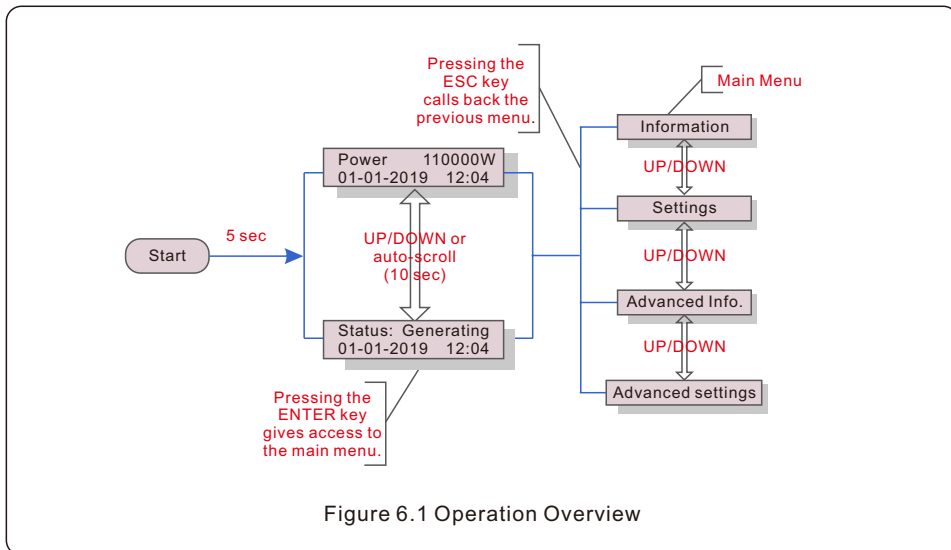 Pressing the
ESC key
calls back the
previous menu.
Main Menu
Information
UP/DOWN
Settings
UP/DOWN
Advanced Info.
UP/DOWN
Advanced settings
Power 110000W
01-01-2019 12:04
5 sec
Start
UP/DOWN or
auto-scroll
(10 sec)
Status: Generating
01-01-2019 12:04
Pressing the
ENTER key
gives access to
the main menu.
Figure 6.1 Operation Overview